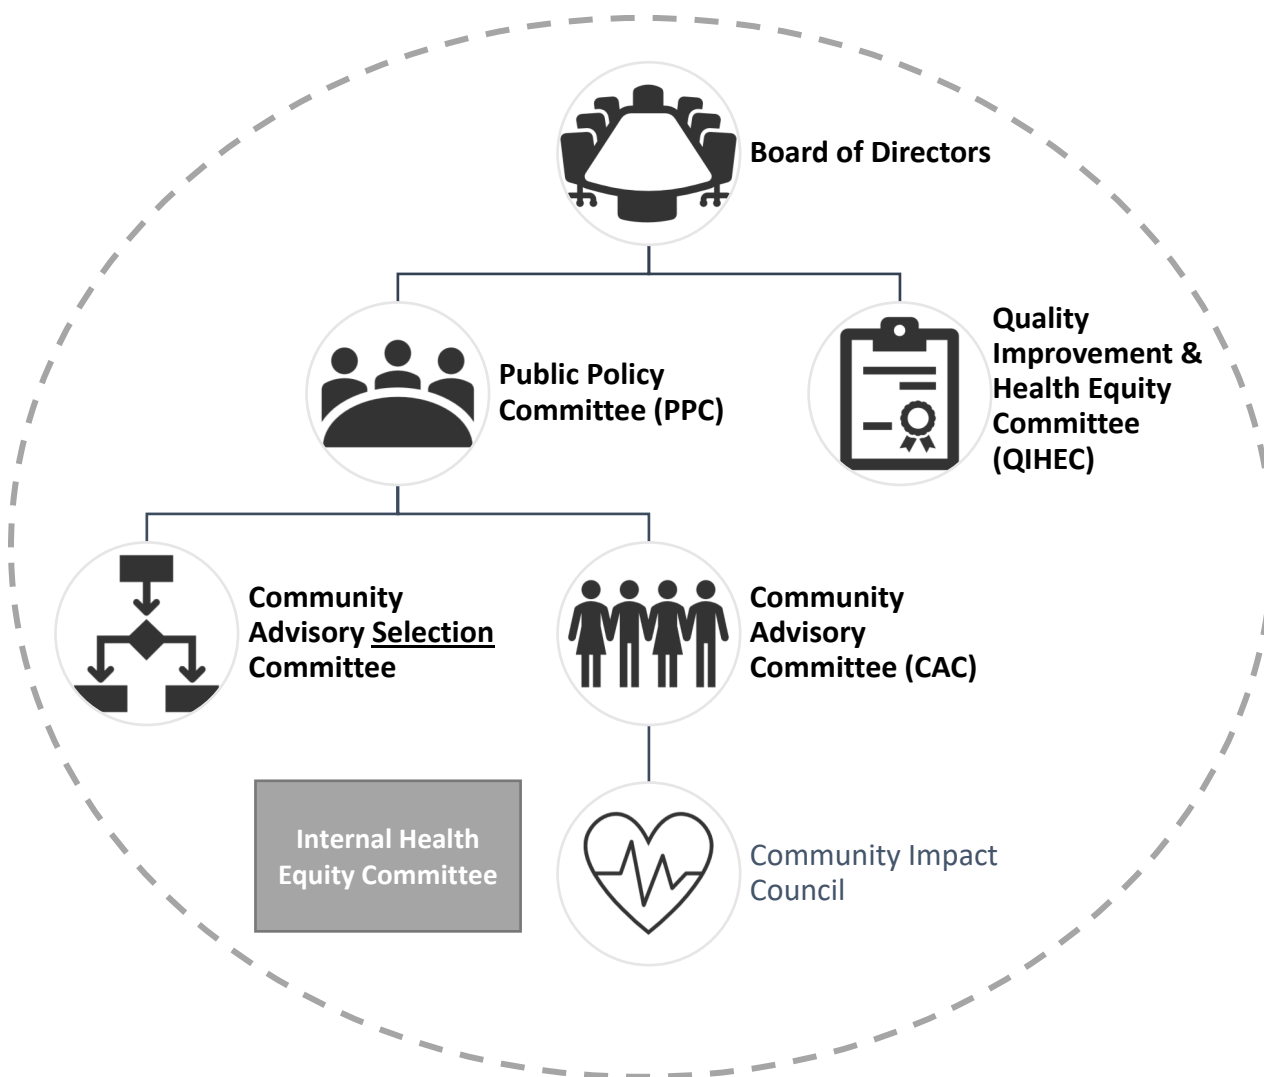 Board of Directors
Public Policy
Committee (PPC)
Quality
Improvement &
Health Equity
Committee
(QIHEC)
Community
Advisory Selection
Committee
Community
Advisory
Committee (CAC)
Internal Health
Equity Committee
Community Impact
Council